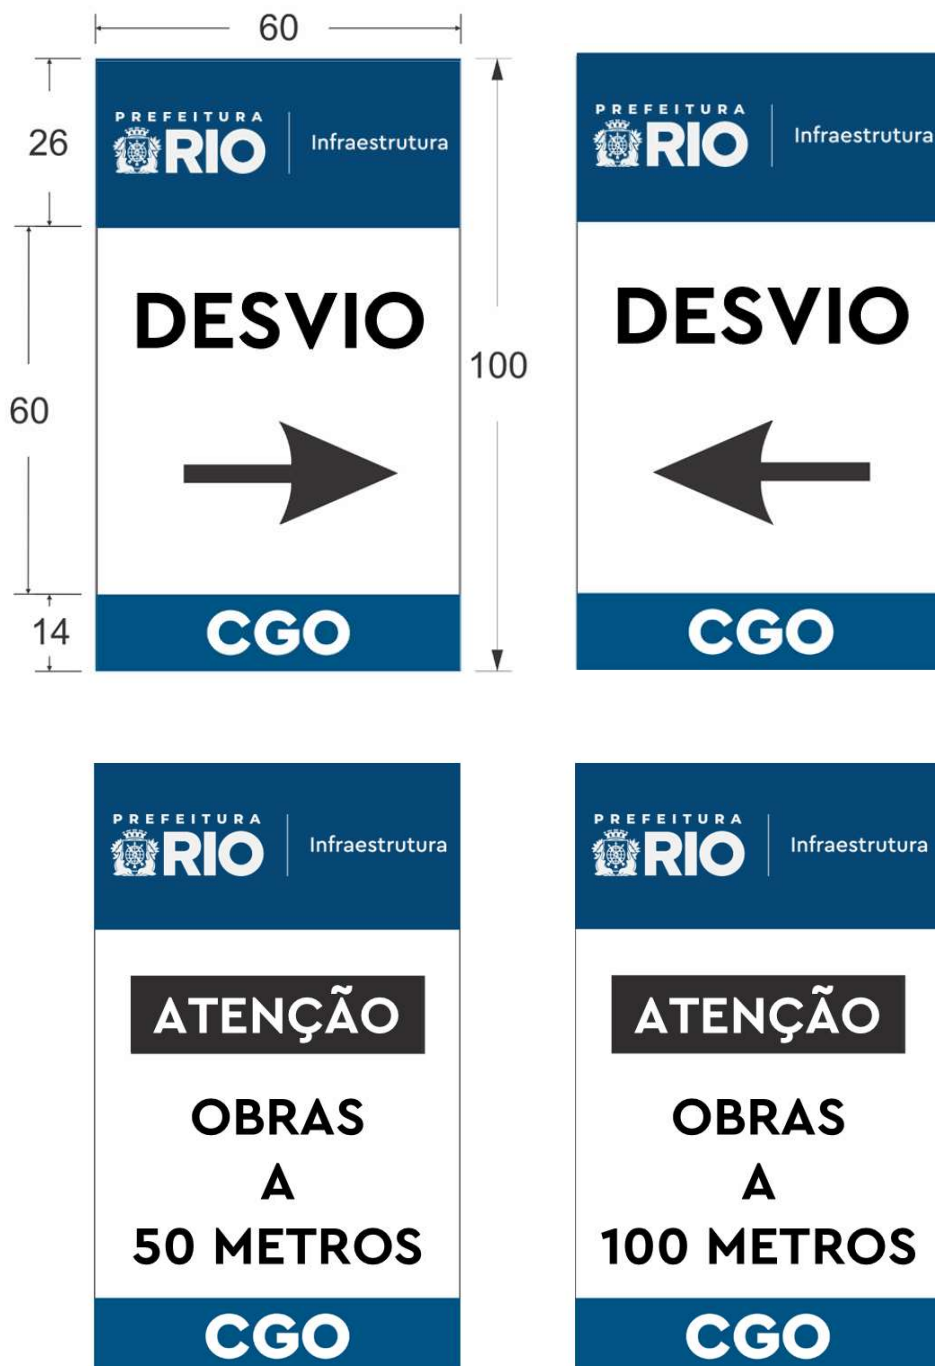 60
26
60
14
100
PREFEITURA
RIO
Infraestrutura
DESVIO
CGO
PREFEITURA
RIO
Infraestrutura
DESVIO
CGO
PREFEITURA
RIO
Infraestrutura
ATENÇÃO
OBRAS
A
50 METROS
CGO
PREFEITURA
RIO
Infraestrutura
ATENÇÃO
OBRAS
A
100 METROS
CGO